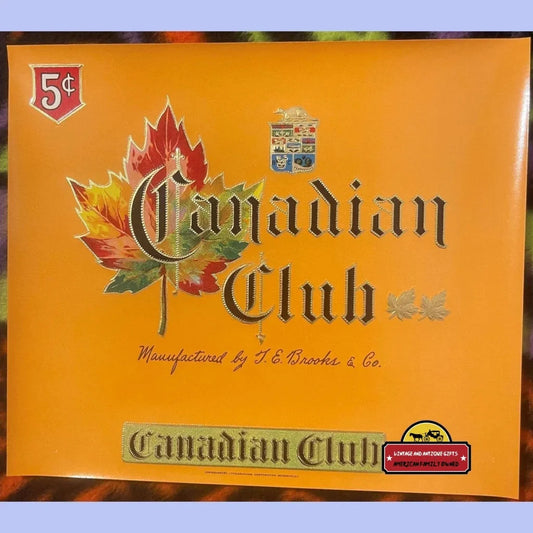 5¢
Canadian
Club
Manufactured by T. E. Brooks & Co.
Canadian Club
VINTAGE AND ANTIQUE GIFTS
AMERICAN FAMILY OWNED